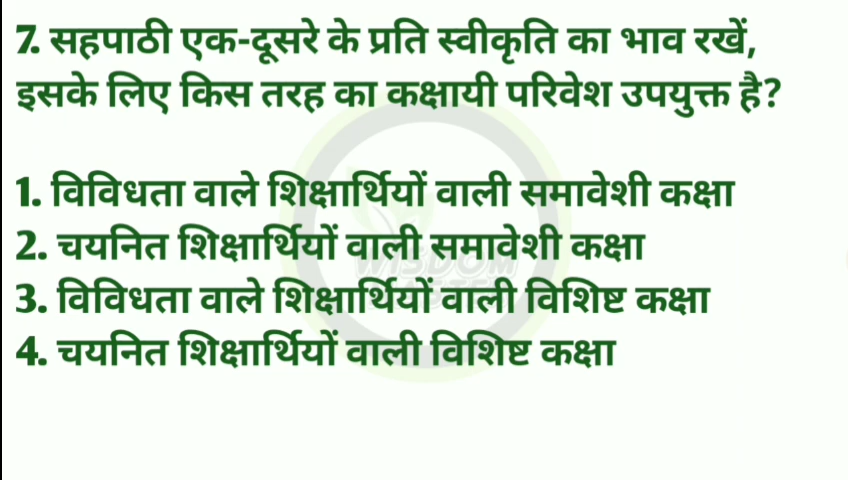 7. सहपाठी एक-दूसरे के प्रति स्वीकृति का भाव रखें,
इसके लिए किस तरह का कक्षायी परिवेश उपयुक्त है?
1. विविधता वाले शिक्षार्थियों वाली समावेशी कक्षा
2. चयनित शिक्षार्थियों वाली समावेशी कक्षा
WISDOM
3. विविधता वाले शिक्षार्थियों वाली विशिष्ट कक्षा
4. चयनित शिक्षार्थियों वाली विशिष्ट कक्षा